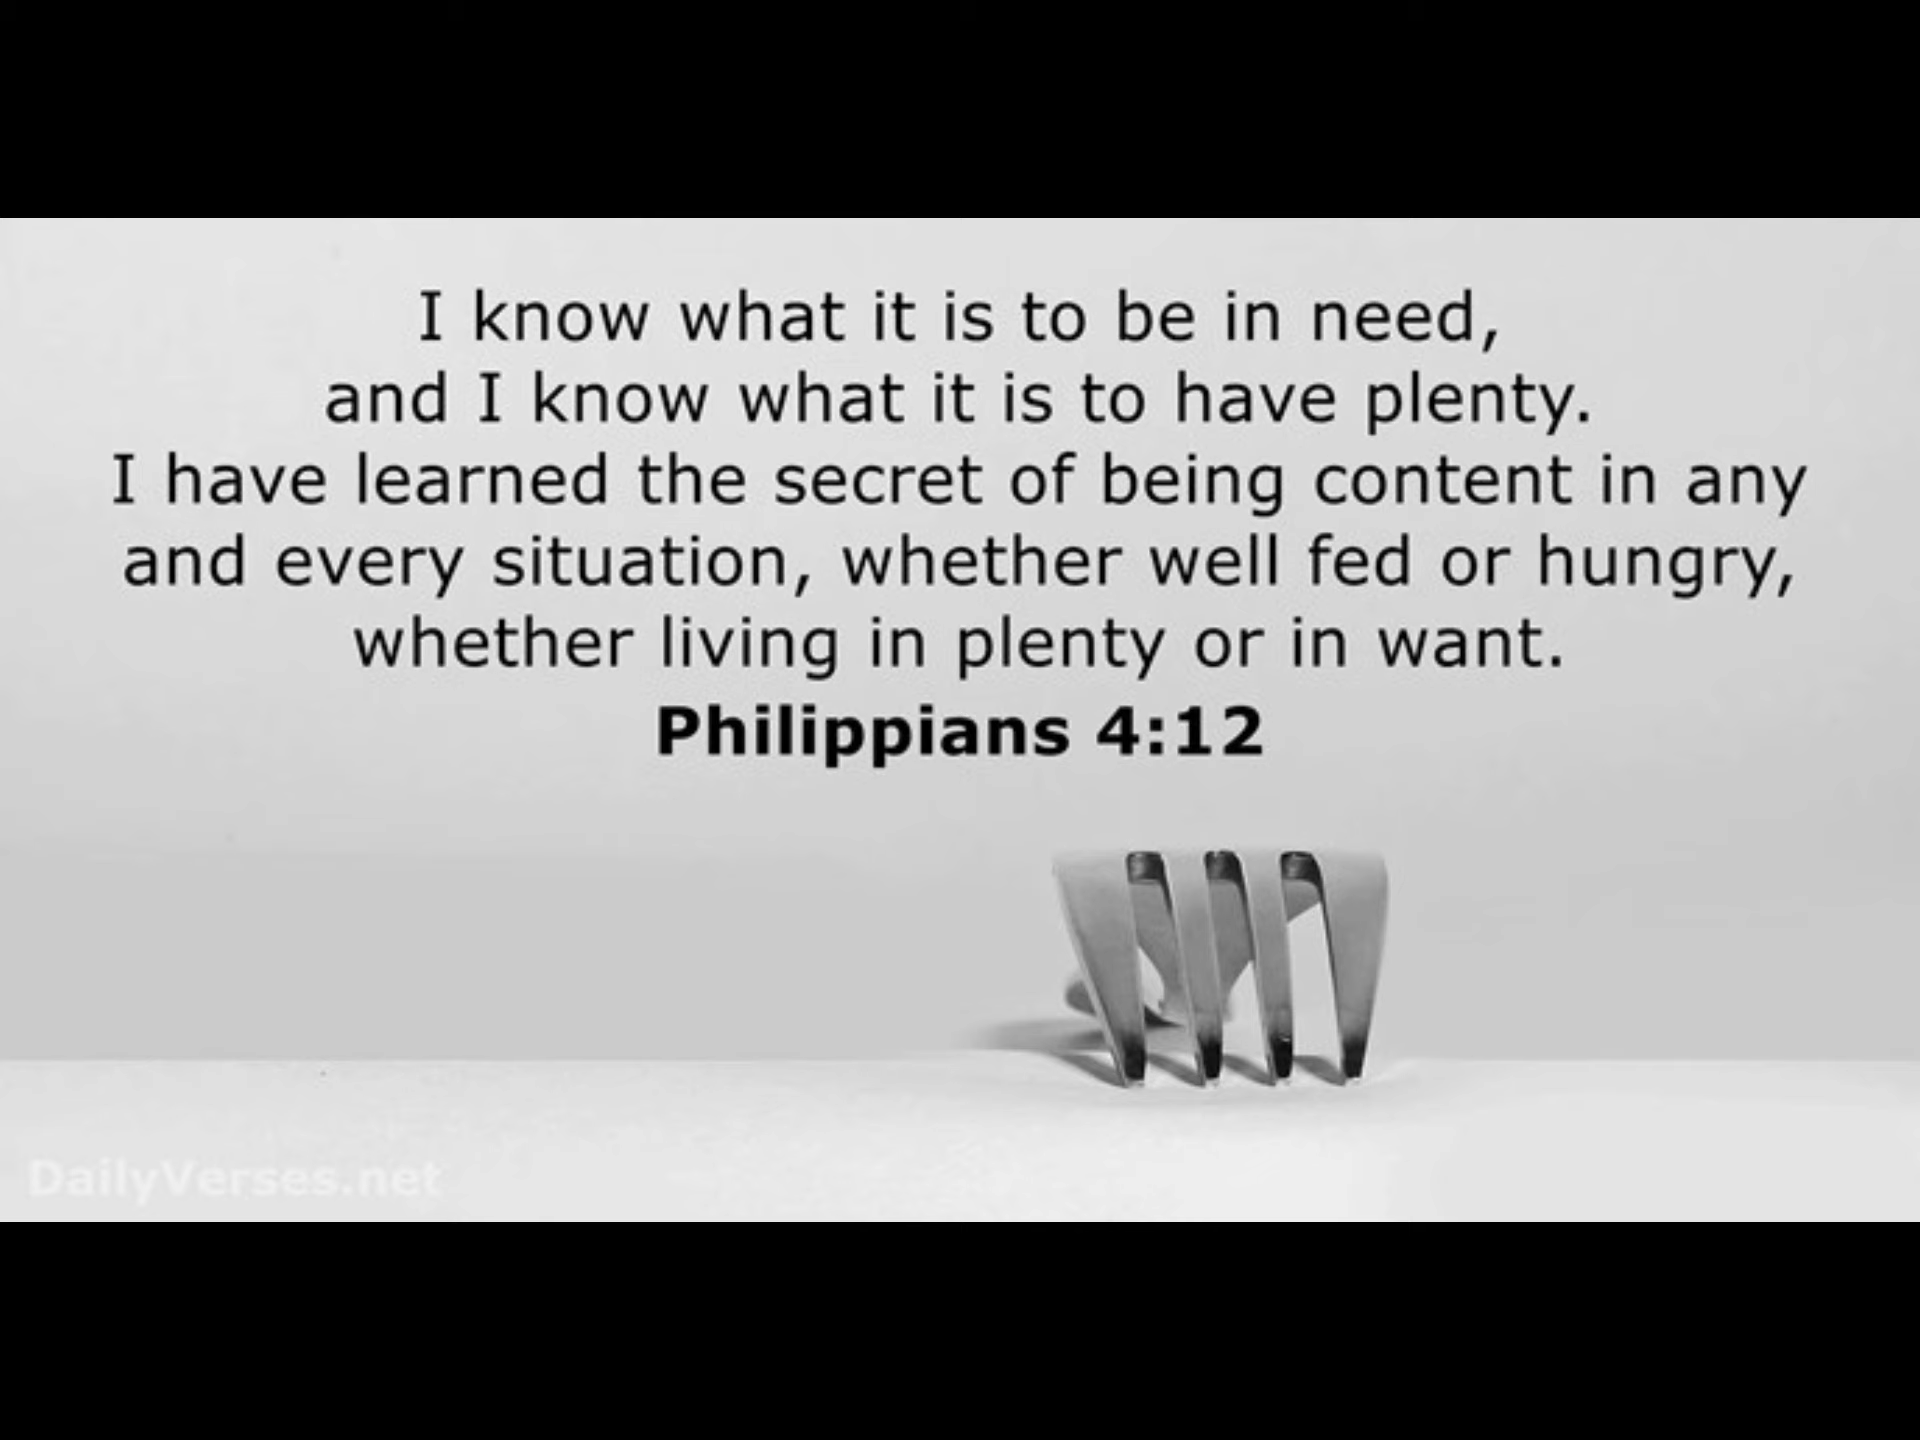 I know what it is to be in need,
and I know what it is to have plenty.
I have learned the secret of being content in any
and every situation, whether well fed or hungry,
whether living in plenty or in want.
Philippians 4:12
DailyVerses.net